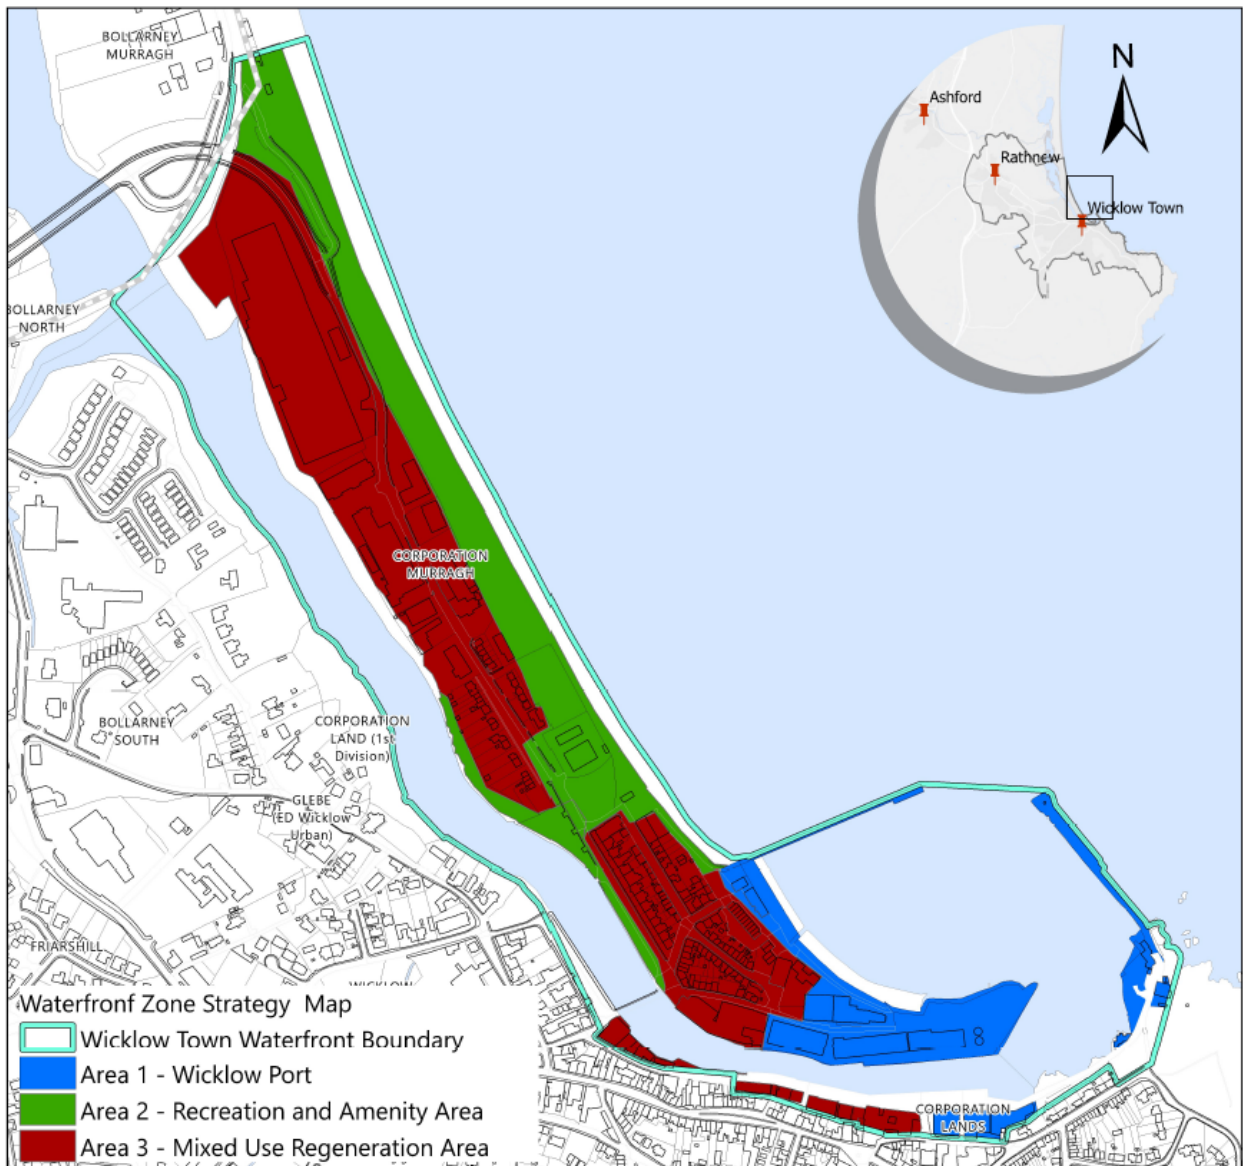 BOLLARNEY
MURRAGH
N
Ashford
Rathnew
Wicklow Town
BOLLARNEY
NORTH
CORPORATION
MURRAGH
BOLLARNEY
SOUTH
CORPORATION
LAND (1st
Division)
GLEBE
(ED Wicklow
Urban)
FRIARSHILL
WICKLOW
CORPORATION
LANDS
Waterfronf Zone Strategy Map
Wicklow Town Waterfront Boundary
Area 1 - Wicklow Port
Area 2 - Recreation and Amenity Area
Area 3 - Mixed Use Regeneration Area